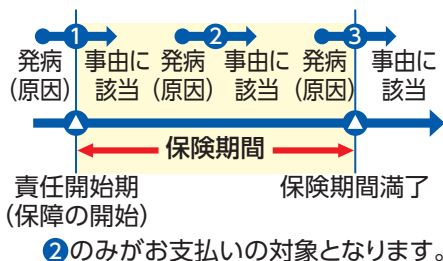 1 2 3
発病 事由に 発病 事由に 発病 事由に
(原因) 該当 (原因) 該当 (原因) 該当
保険期間
責任開始期 保険期間満了
(保障の開始)
2のみがお支払いの対象となります。